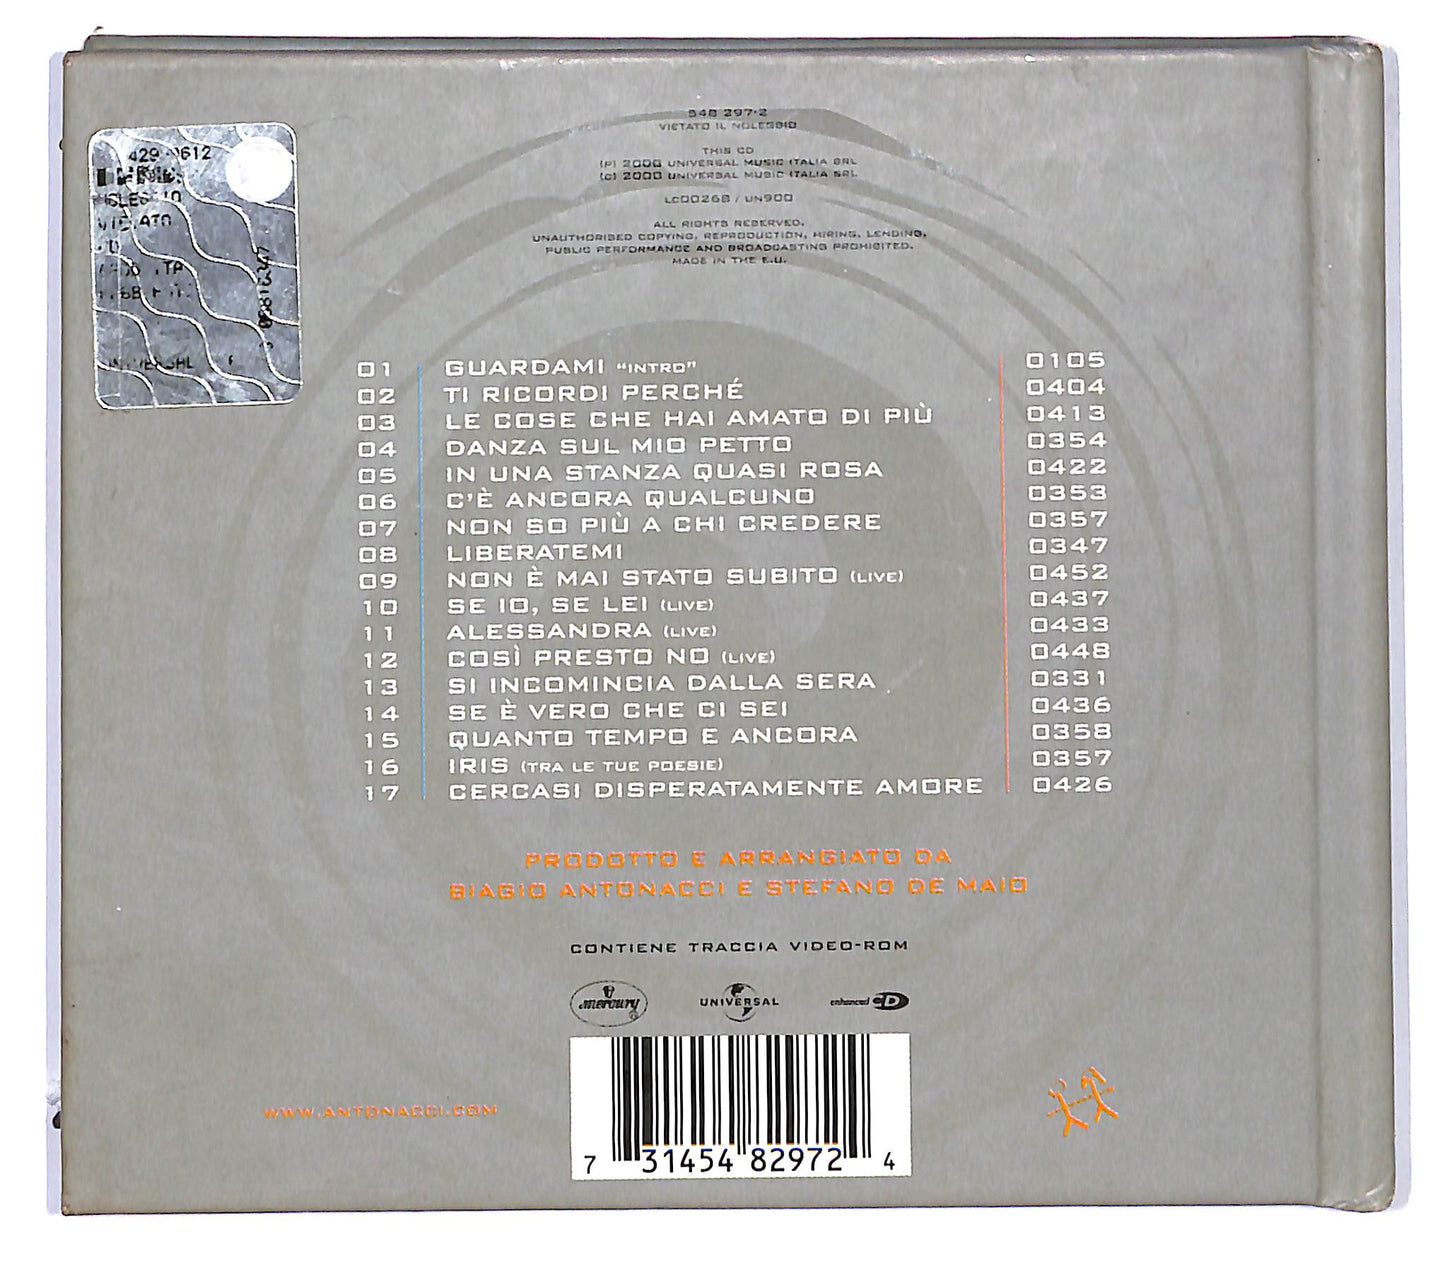 548 297-2
VIETATO IL NOLEGGIO
THIS CD
(P) 2000 UNIVERSAL MUSIC ITALIA SRL
(C) 2000 UNIVERSAL MUSIC ITALIA SRL
LC00268 / UN900
ALL RIGHTS RESERVED.
UNAUTHORISED COPYING, REPRODUCTION, HIRING, LENDING,
PUBLIC PERFORMANCE AND BROADCASTING PROHIBITED.
MADE IN THE E.U.
01 GUARDAMI "INTRO" 0105
02 TI RICORDI PERCHÉ 0404
03 LE COSE CHE HAI AMATO DI PIÙ 0413
04 DANZA SUL MIO PETTO 0354
05 IN UNA STANZA QUASI ROSA 0422
06 C'È ANCORA QUALCUNO 0353
07 NON SO PIÙ A CHI CREDERE 0357
08 LIBERATEMI 0347
09 NON È MAI STATO SUBITO (LIVE) 0452
10 SE IO, SE LEI (LIVE) 0437
11 ALESSANDRA (LIVE) 0433
12 COSÌ PRESTO NO (LIVE) 0448
13 SI INCOMINCIA DALLA SERA 0331
14 SE È VERO CHE CI SEI 0436
15 QUANTO TEMPO E ANCORA 0358
16 IRIS (TRA LE TUE POESIE) 0357
17 CERCASI DISPERATAMENTE AMORE 0426
PRODOTTO E ARRANGIATO DA
BIAGIO ANTONACCI E STEFANO DE MAIO
CONTIENE TRACCIA VIDEO-ROM
mercury UNIVERSAL enhanced CD
WWW.ANTONACCI.COM
7 31454 82972 4